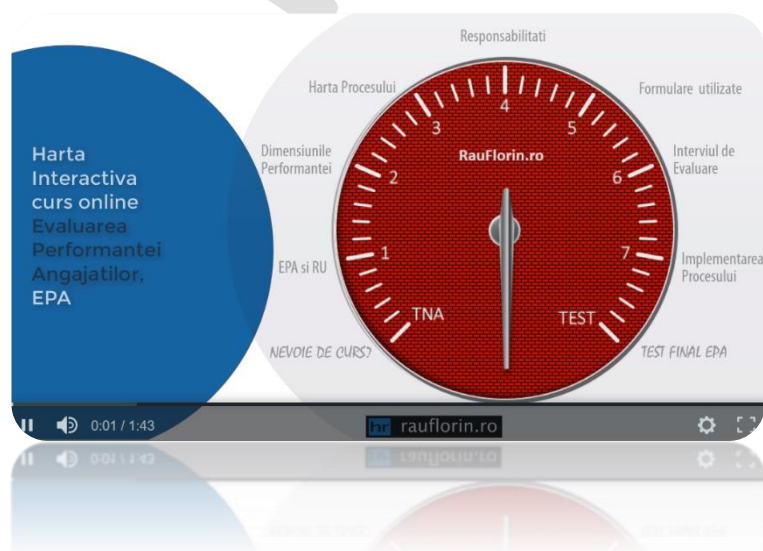 Harta
Interactiva
curs online
Evaluarea
Performantei
Angajatilor,
EPA
Responsabilitati
Harta Procesului
Formulare utilizate
Dimensiunile
Performantei
Interviul de
Evaluare
EPA si RU
Implementarea
Procesului
NEVOIE DE CURS?
TEST FINAL EPA
RauFlorin.ro
1
2
3
4
5
6
7
TNA
TEST
0:01 / 1:43
hr rauflorin.ro